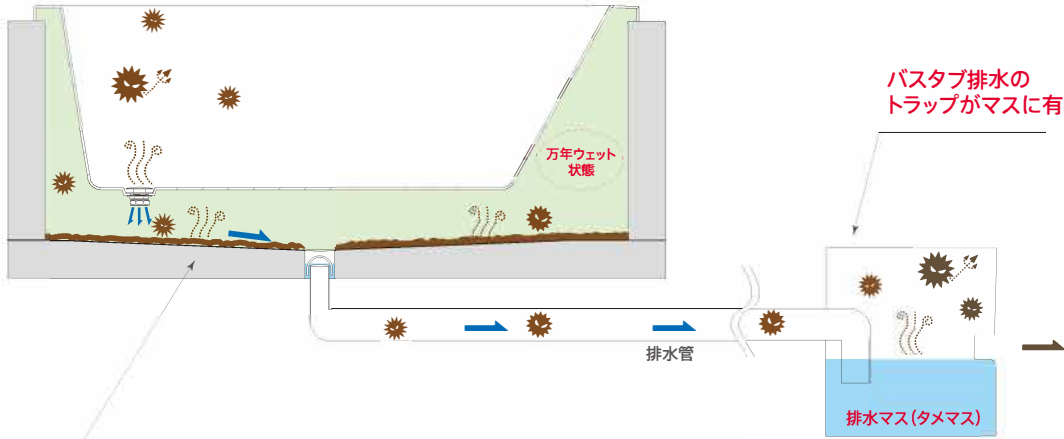 バスタブ排水の
トラップがマスに有
万年ウェット
状態
排水管
排水マス(タメマス)